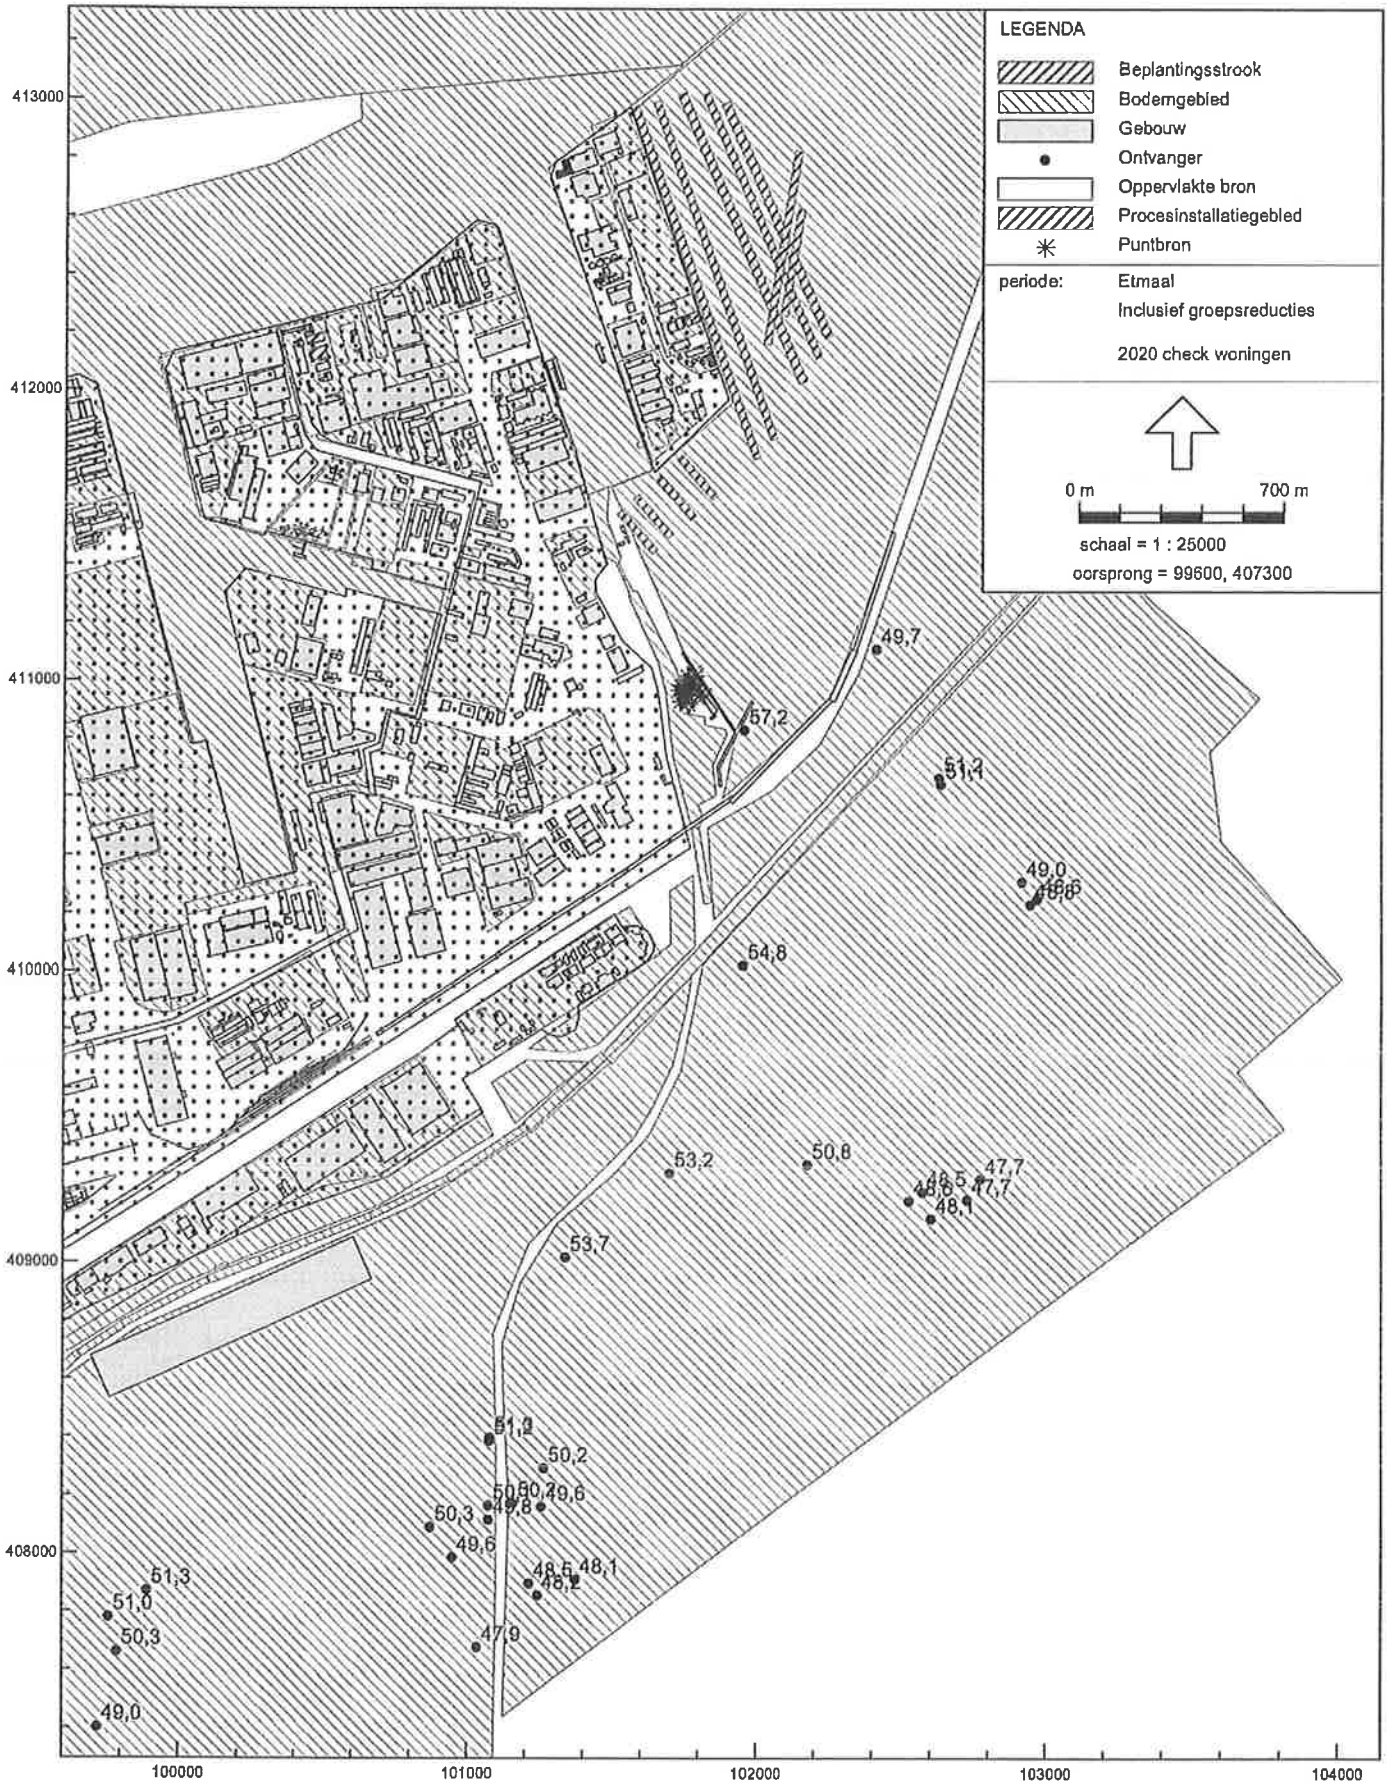 LEGENDA
Beplantingsstrook
Bodemgebied
Gebouw
Ontvanger
Oppervlakte bron
Procesinstallatiegebied
Puntbron
periode: Etmaal
Inclusief groepsreducties
2020 check woningen
0 m 700 m
schaal = 1 : 25000
oorsprong = 99600, 407300
413000
412000
411000
410000
409000
408000
49,7
57,2
49,0
54,8
50,8
53,2
47,7
48,5
47,7
48,1
53,7
50,2
49,6
50,3
49,6
48,1
48,2
51,3
51,0
50,3
47,9
49,0
100000 101000 102000 103000 104000